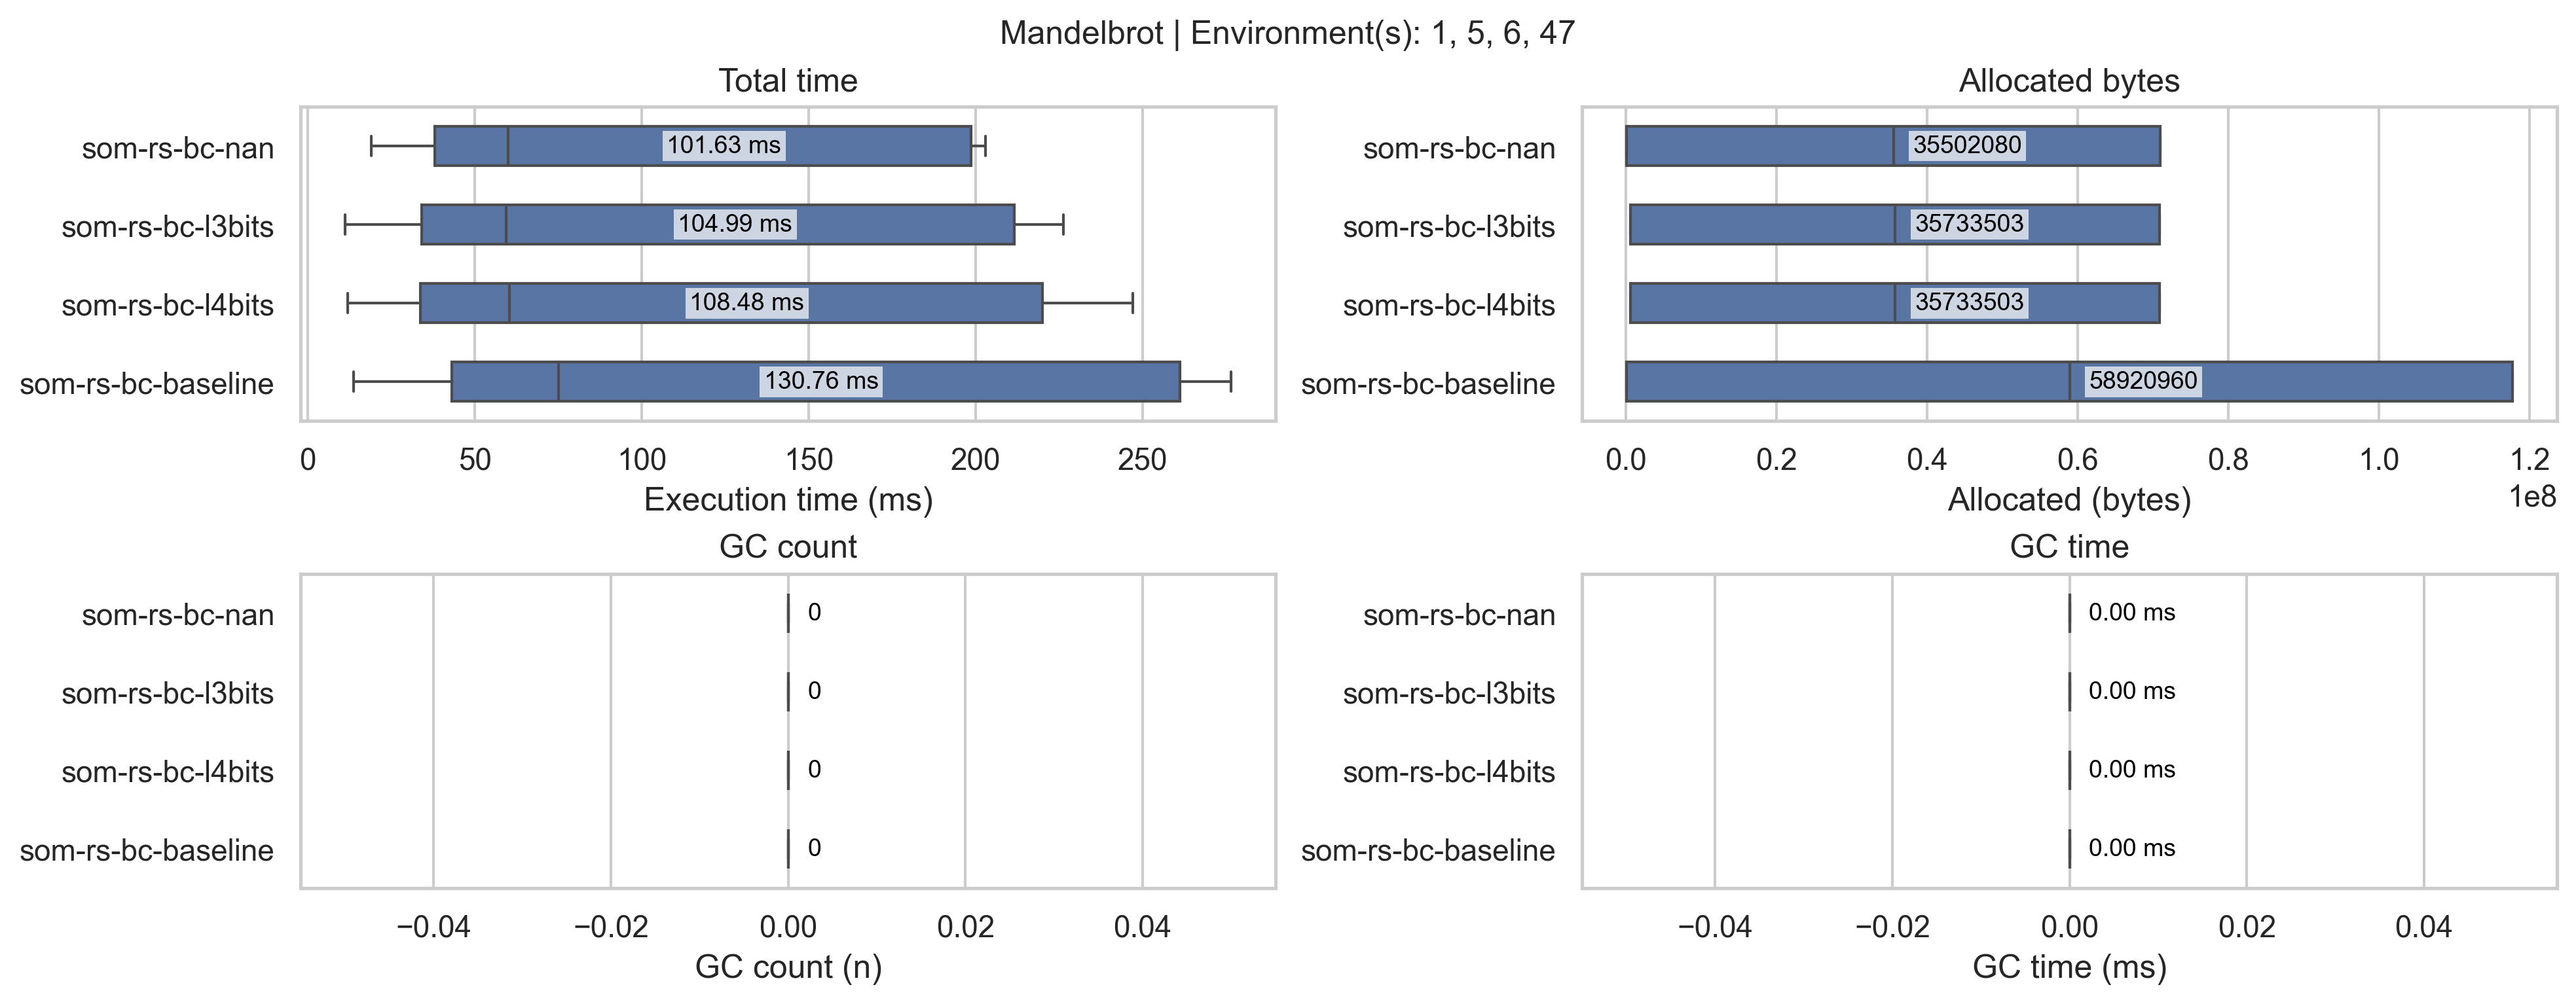 Mandelbrot | Environment(s): 1, 5, 6, 47
Total time
som-rs-bc-nan
101.63 ms
som-rs-bc-l3bits
104.99 ms
som-rs-bc-l4bits
108.48 ms
som-rs-bc-baseline
130.76 ms
0 50 100 150 200 250
Execution time (ms)
Allocated bytes
som-rs-bc-nan
35502080
som-rs-bc-l3bits
35733503
som-rs-bc-l4bits
35733503
som-rs-bc-baseline
58920960
0.0 0.2 0.4 0.6 0.8 1.0 1.2
1e8
Allocated (bytes)
GC count
som-rs-bc-nan
0
som-rs-bc-l3bits
0
som-rs-bc-l4bits
0
som-rs-bc-baseline
0
−0.04 −0.02 0.00 0.02 0.04
GC count (n)
GC time
som-rs-bc-nan
0.00 ms
som-rs-bc-l3bits
0.00 ms
som-rs-bc-l4bits
0.00 ms
som-rs-bc-baseline
0.00 ms
−0.04 −0.02 0.00 0.02 0.04
GC time (ms)